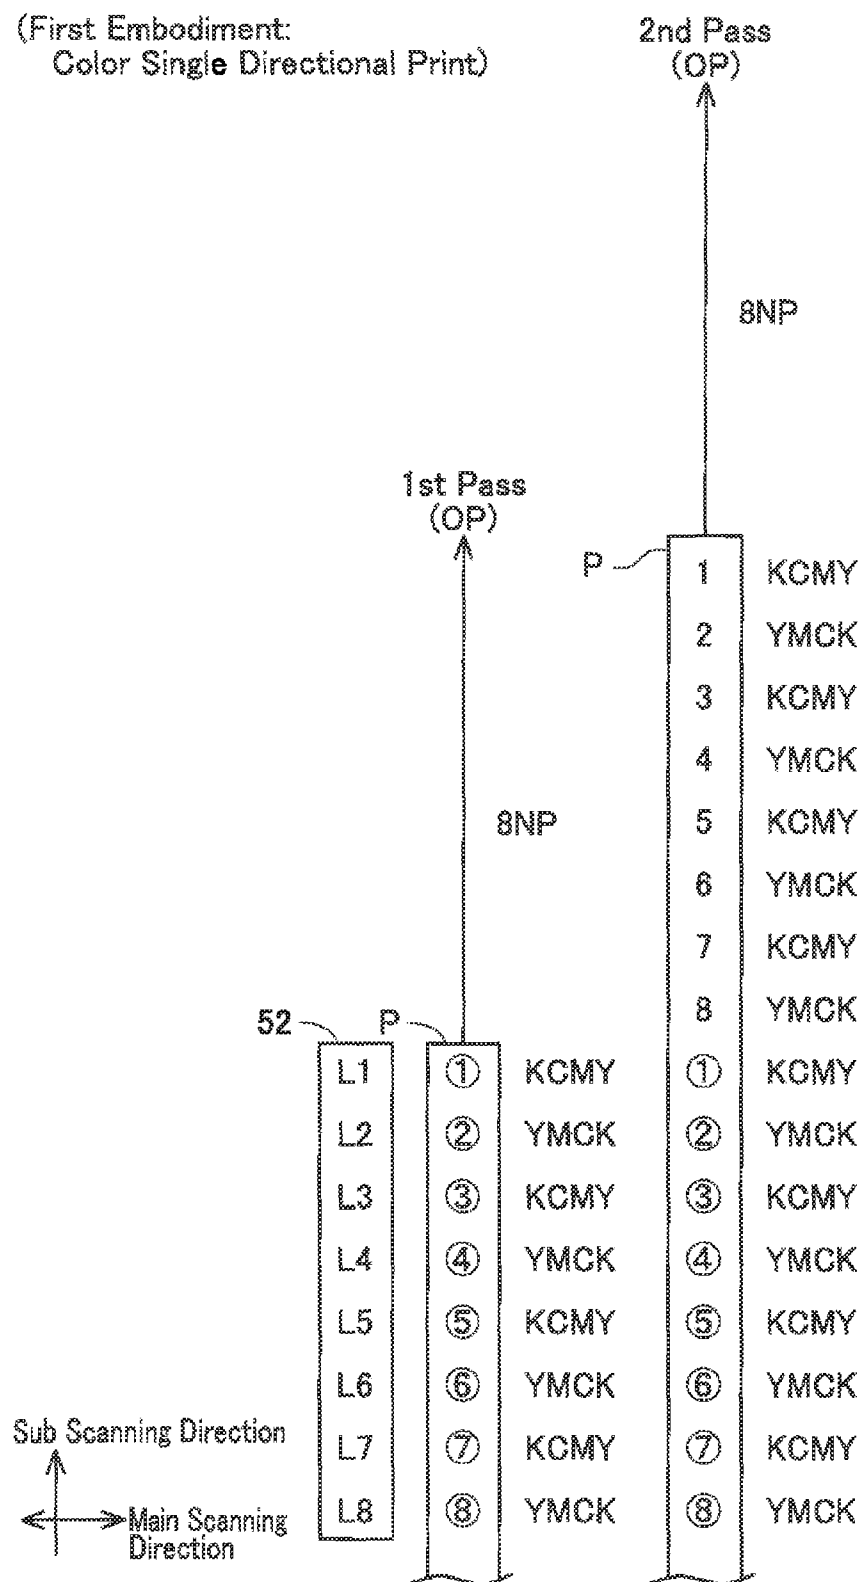 (First Embodiment:
Color Single Directional Print)
2nd Pass
(OP)
8NP
1st Pass
(OP)
P 1 KCMY
2 YMCK
3 KCMY
4 YMCK
8NP 5 KCMY
6 YMCK
7 KCMY
8 YMCK
52 P
L1 ① KCMY ① KCMY
L2 ② YMCK ② YMCK
L3 ③ KCMY ③ KCMY
L4 ④ YMCK ④ YMCK
L5 ⑤ KCMY ⑤ KCMY
L6 ⑥ YMCK ⑥ YMCK
L7 ⑦ KCMY ⑦ KCMY
L8 ⑧ YMCK ⑧ YMCK
Sub Scanning Direction
Main Scanning
Direction